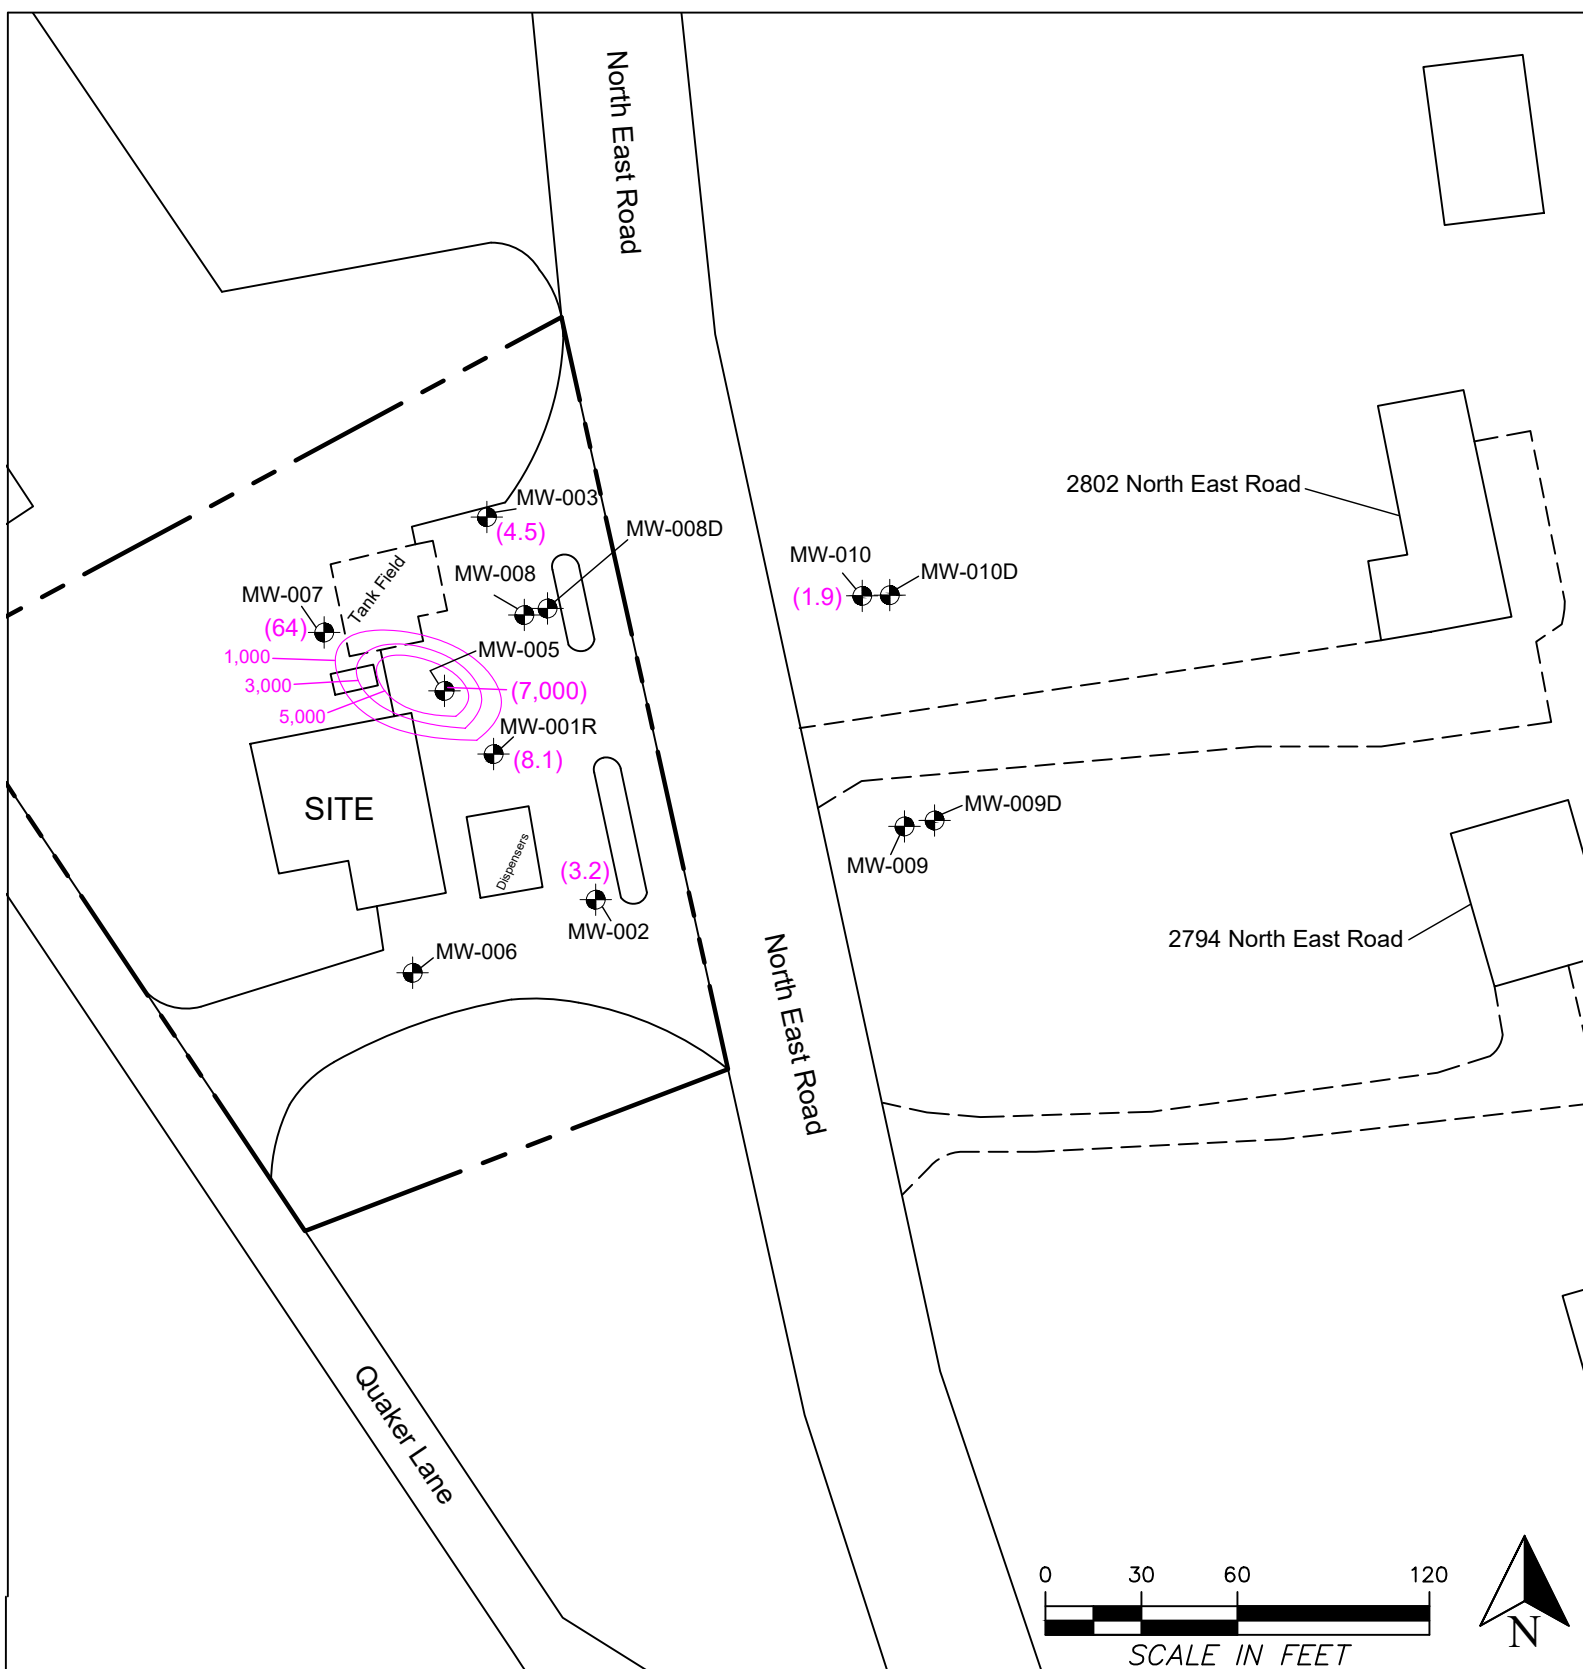 North East Road
2802 North East Road
MW-003
(4.5)
MW-008D
MW-010
MW-010D
(1.9)
MW-008
Tank Field
MW-007
(64)
MW-005
1,000
3,000
(7,000)
5,000
MW-001R
(8.1)
SITE
MW-009D
MW-009
Dispensers
(3.2)
MW-002
2794 North East Road
MW-006
North East Road
Quaker Lane
0 30 60 120
SCALE IN FEET
N